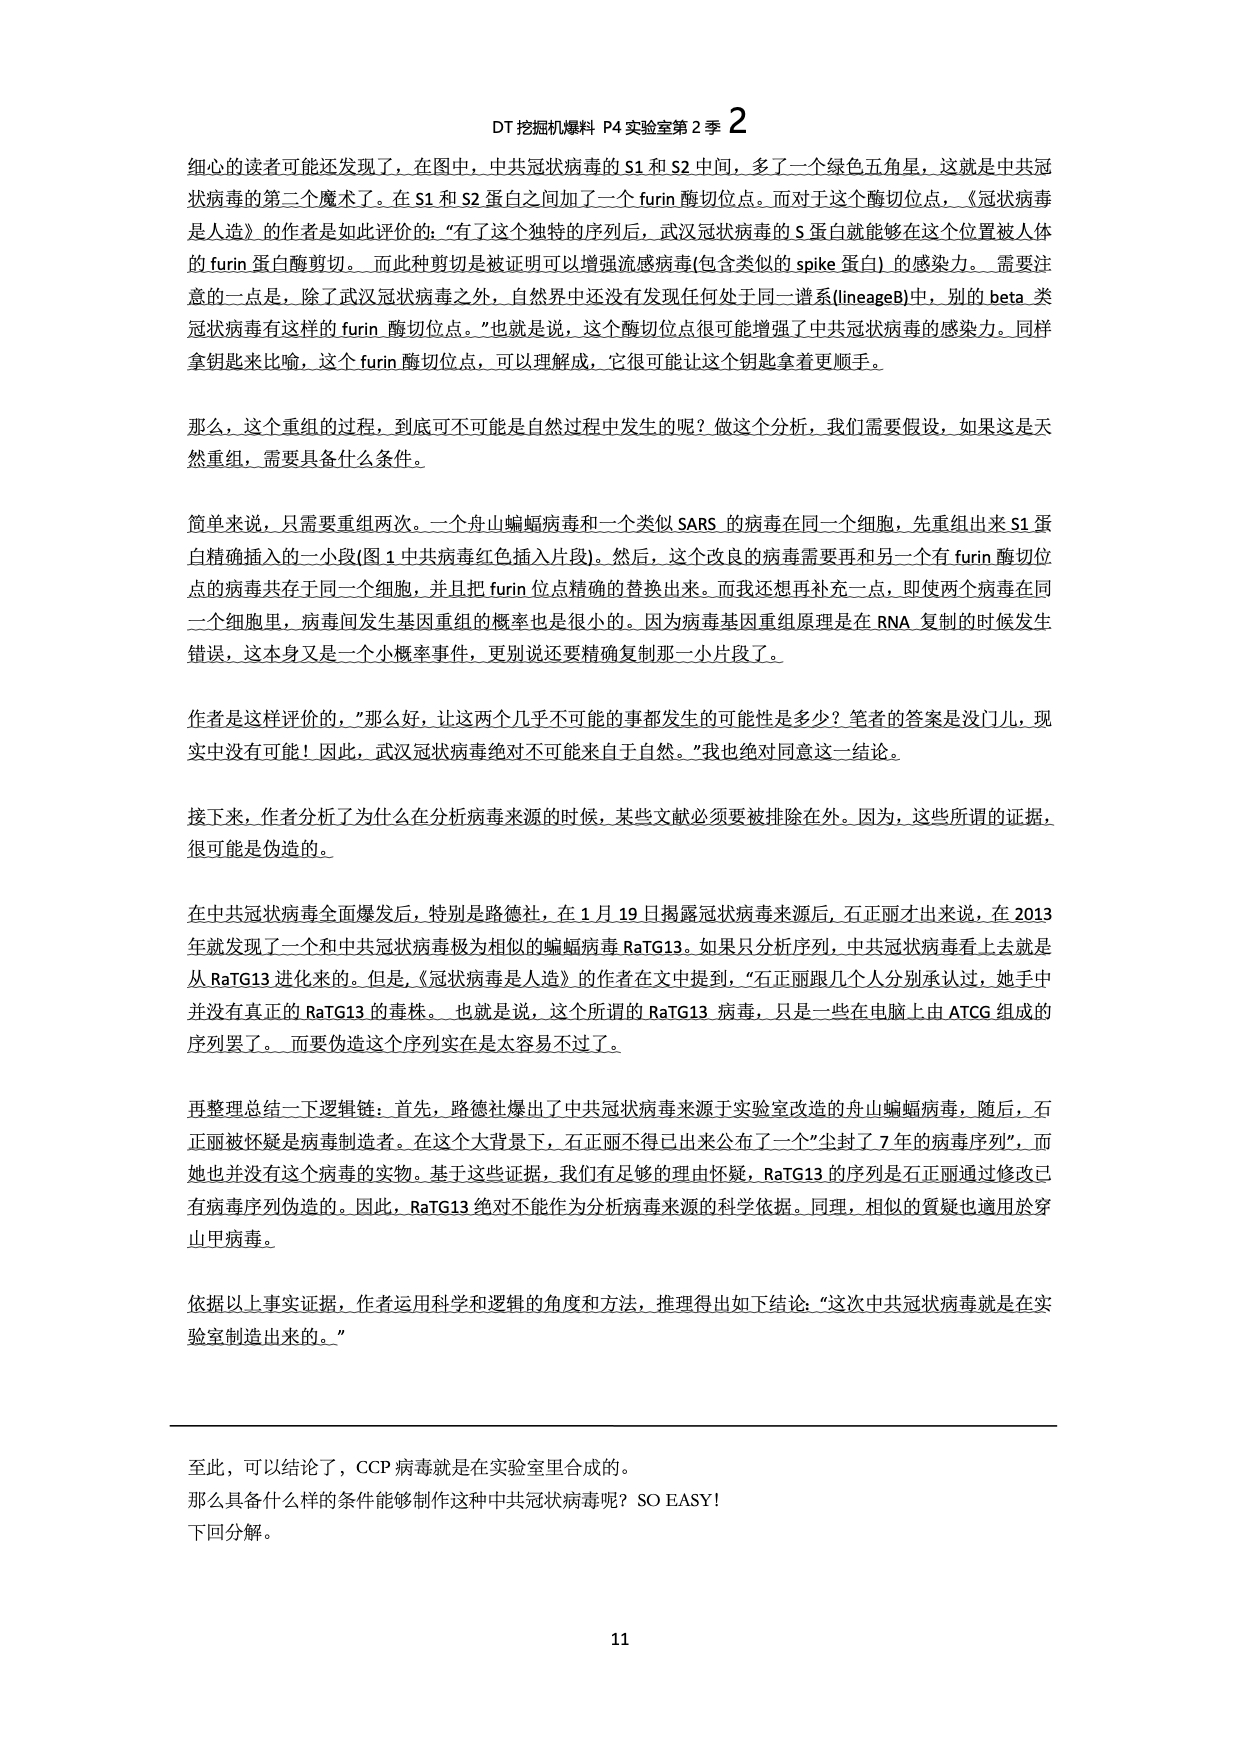 DT 挖掘机爆料 P4 实验室第 2 季 2
细心的读者可能还发现了，在图中，中共冠状病毒的 S1 和 S2 中间，多了一个绿色五角星，这就是中共冠
状病毒的第二个魔术了。在 S1 和 S2 蛋白之间加了一个 furin 酶切位点。而对于这个酶切位点，《冠状病毒
是人造》的作者是如此评价的: “有了这个独特的序列后，武汉冠状病毒的 S 蛋白就能够在这个位置被人体
的 furin 蛋白酶剪切。 而此种剪切是被证明可以增强流感病毒(包含类似的 spike 蛋白) 的感染力。 需要注
意的一点是，除了武汉冠状病毒之外，自然界中还没有发现任何处于同一谱系(lineageB)中，别的 beta 类
冠状病毒有这样的 furin 酶切位点。”也就是说，这个酶切位点很可能增强了中共冠状病毒的感染力。同样
拿钥匙来比喻，这个 furin 酶切位点，可以理解成，它很可能让这个钥匙拿着更顺手。
那么，这个重组的过程，到底可不可能是自然过程中发生的呢？做这个分析，我们需要假设，如果这是天
然重组，需要具备什么条件。
简单来说，只需要重组两次。一个舟山蝙蝠病毒和一个类似 SARS 的病毒在同一个细胞，先重组出来 S1 蛋
白精确插入的一小段(图 1 中共病毒红色插入片段)。然后，这个改良的病毒需要再和另一个有 furin 酶切位
点的病毒共存于同一个细胞，并且把 furin 位点精确的替换出来。而我还想再补充一点，即使两个病毒在同
一个细胞里，病毒间发生基因重组的概率也是很小的。因为病毒基因重组原理是在 RNA 复制的时候发生
错误，这本身又是一个小概率事件，更别说还要精确复制那一小片段了。
作者是这样评价的，”那么好，让这两个几乎不可能的事都发生的可能性是多少？笔者的答案是没门儿，现
实中没有可能！因此，武汉冠状病毒绝对不可能来自于自然。”我也绝对同意这一结论。
接下来，作者分析了为什么在分析病毒来源的时候，某些文献必须要被排除在外。因为，这些所谓的证据，
很可能是伪造的。
在中共冠状病毒全面爆发后，特别是路德社，在 1 月 19 日揭露冠状病毒来源后, 石正丽才出来说，在 2013
年就发现了一个和中共冠状病毒极为相似的蝙蝠病毒 RaTG13。如果只分析序列，中共冠状病毒看上去就是
从 RaTG13 进化来的。但是,《冠状病毒是人造》的作者在文中提到，“石正丽跟几个人分别承认过，她手中
并没有真正的 RaTG13 的毒株。 也就是说，这个所谓的 RaTG13 病毒，只是一些在电脑上由 ATCG 组成的
序列罢了。 而要伪造这个序列实在是太容易不过了。
再整理总结一下逻辑链: 首先，路德社爆出了中共冠状病毒来源于实验室改造的舟山蝙蝠病毒，随后，石
正丽被怀疑是病毒制造者。在这个大背景下，石正丽不得已出来公布了一个”尘封了 7 年的病毒序列”，而
她也并没有这个病毒的实物。基于这些证据，我们有足够的理由怀疑，RaTG13 的序列是石正丽通过修改已
有病毒序列伪造的。因此，RaTG13 绝对不能作为分析病毒来源的科学依据。同理，相似的質疑也適用於穿
山甲病毒。
依据以上事实证据，作者运用科学和逻辑的角度和方法，推理得出如下结论: “这次中共冠状病毒就是在实
验室制造出来的。”
至此，可以结论了，CCP 病毒就是在实验室里合成的。
那么具备什么样的条件能够制作这种中共冠状病毒呢？SO EASY！
下回分解。
11